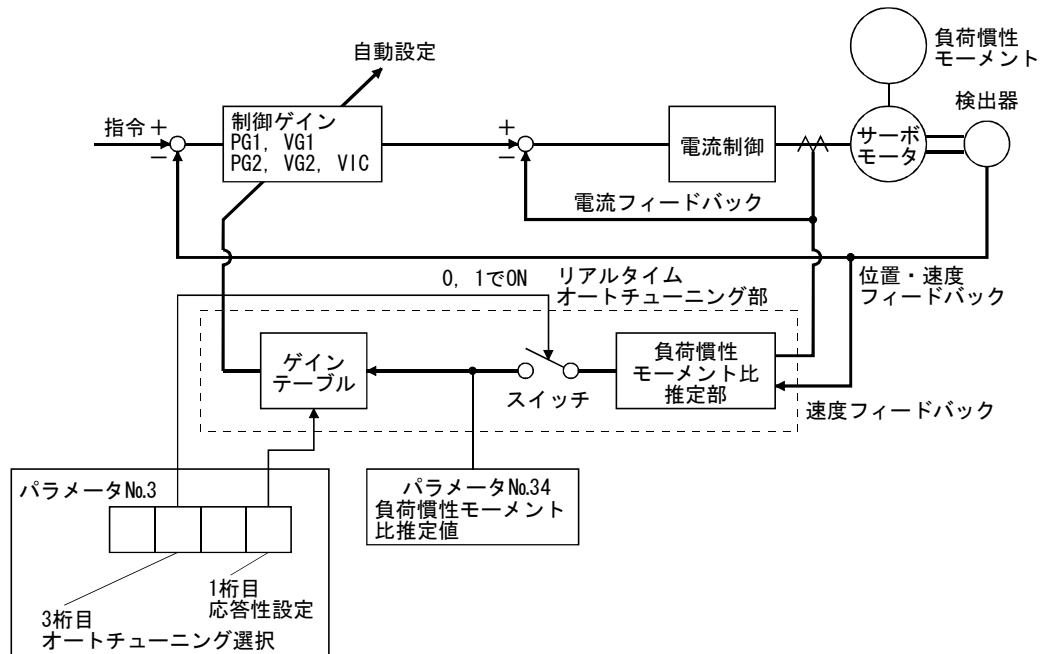 自動設定
負荷慣性
モーメント
検出器
指令
+
−
制御ゲイン
PG1, VG1
PG2, VG2, VIC
+
−
電流制御
サーボ
モータ
電流フィードバック
0, 1でON
リアルタイム
オートチューニング部
位置・速度
フィードバック
ゲイン
テーブル
スイッチ
負荷慣性
モーメント比
推定部
速度フィードバック
パラメータ№3
パラメータ№34
負荷慣性モーメント
比推定値
1桁目
応答性設定
3桁目
オートチューニング選択